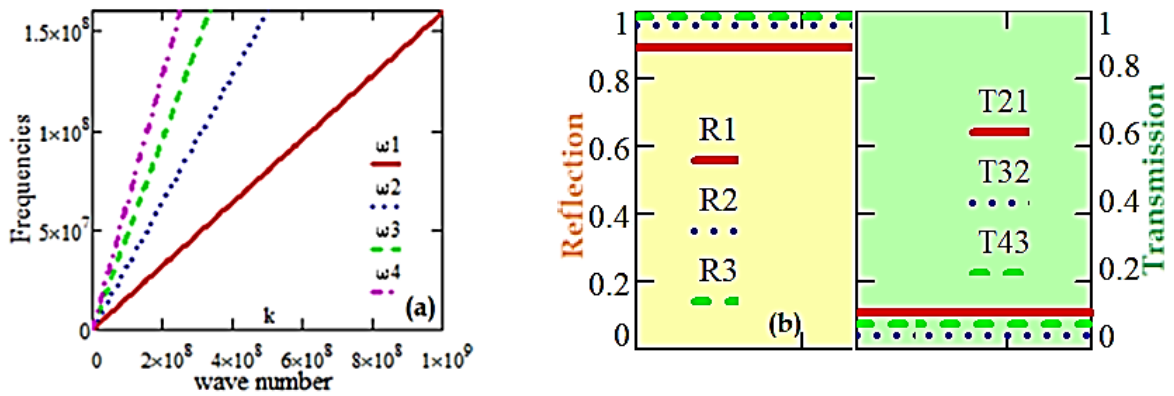 1.5×10⁸
1×10⁸
5×10⁷
0
Frequencies
ω1
ω2
ω3
ω4
(a)
k
0 2×10⁸ 4×10⁸ 6×10⁸ 8×10⁸ 1×10⁹
wave number
Reflection
1
0.8
0.6
0.4
0.2
0
R1
R2
R3
(b)
T21
T32
T43
1
0.8
0.6
0.4
0.2
0
Transmission